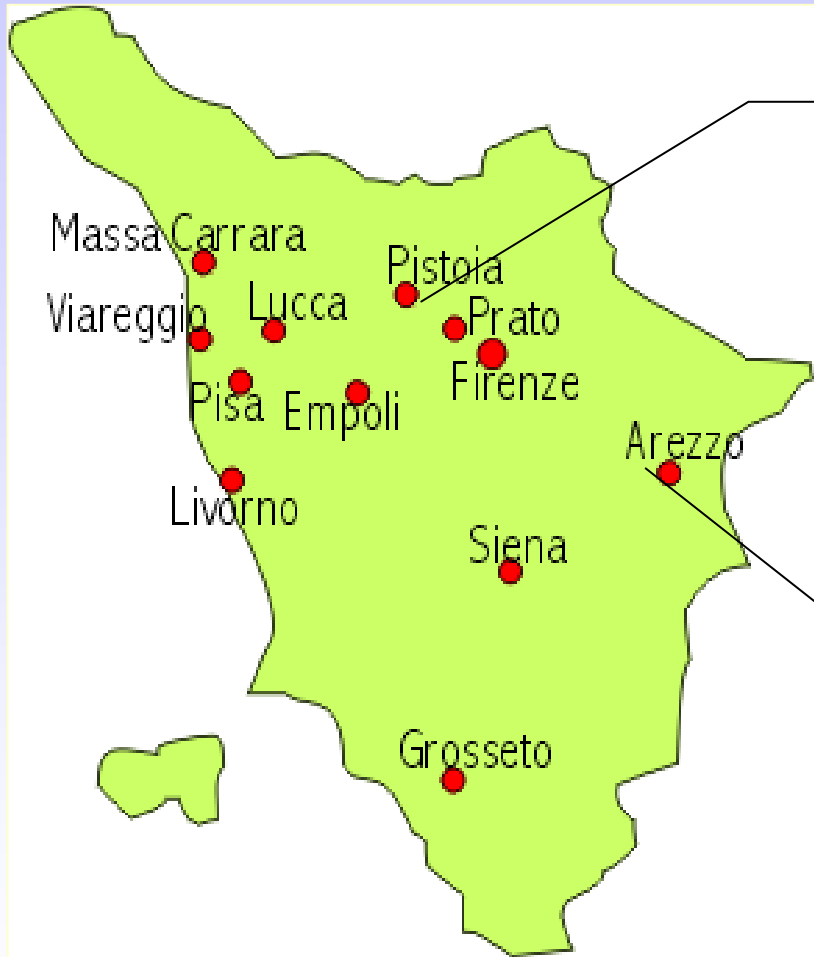 Massa Carrara
Pistoia
Viareggio
Lucca
Prato
Firenze
Pisa
Empoli
Arezzo
Livorno
Siena
Grosseto